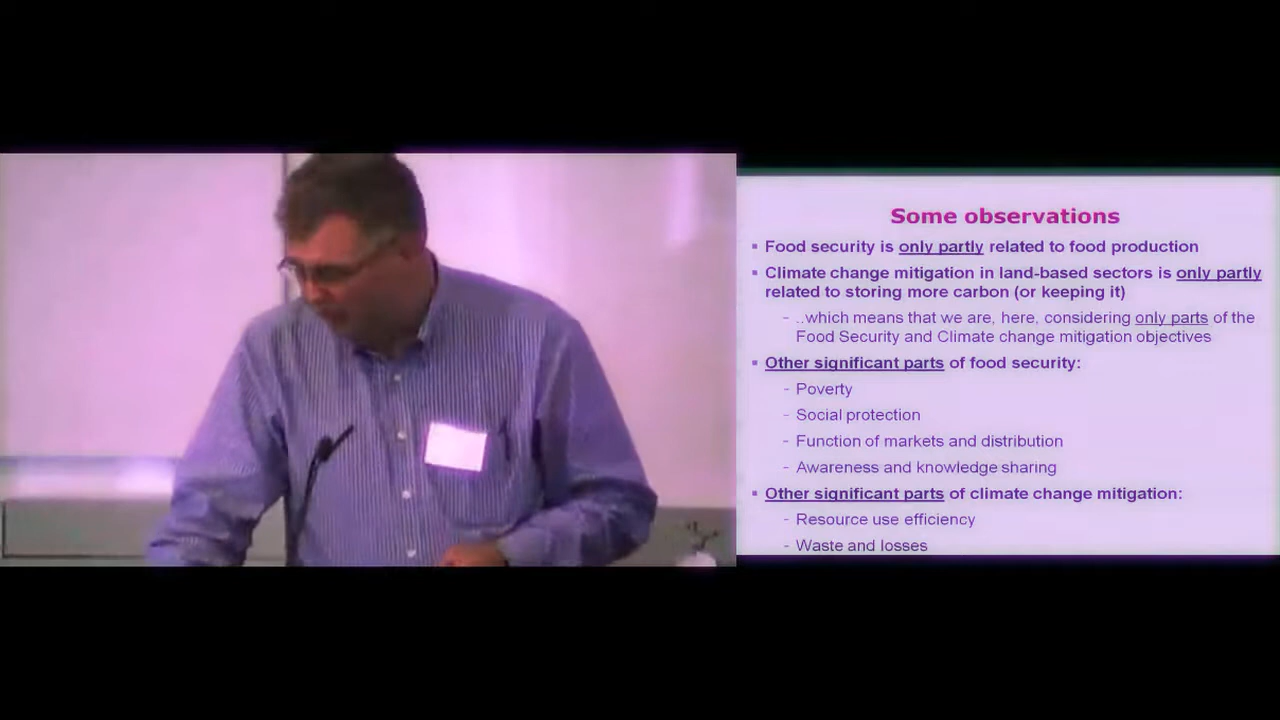 Some observations
▪ Food security is only partly related to food production
▪ Climate change mitigation in land-based sectors is only partly
related to storing more carbon (or keeping it)
- ..which means that we are, here, considering only parts of the
Food Security and Climate change mitigation objectives
▪ Other significant parts of food security:
- Poverty
- Social protection
- Function of markets and distribution
- Awareness and knowledge sharing
▪ Other significant parts of climate change mitigation:
- Resource use efficiency
- Waste and losses